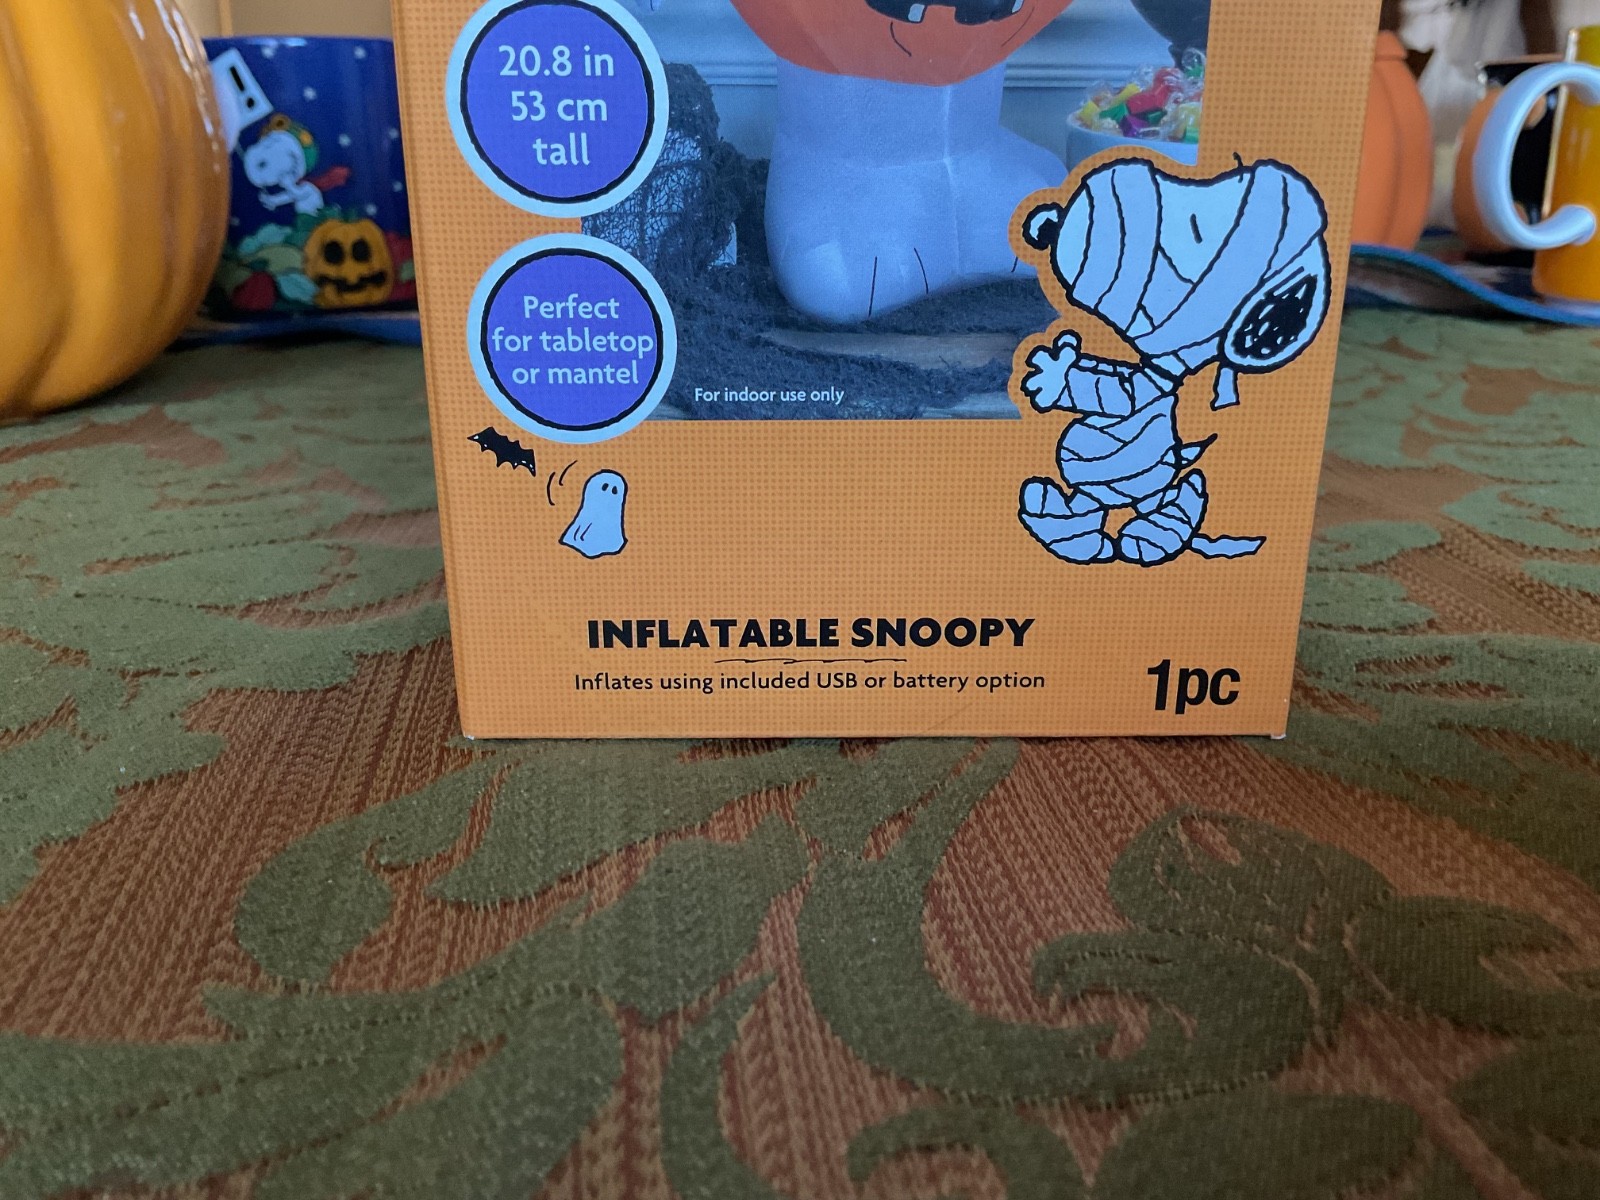 20.8 in
53 cm
tall
Perfect
for tabletop
or mantel
For indoor use only
INFLATABLE SNOOPY
Inflates using included USB or battery option
1pc